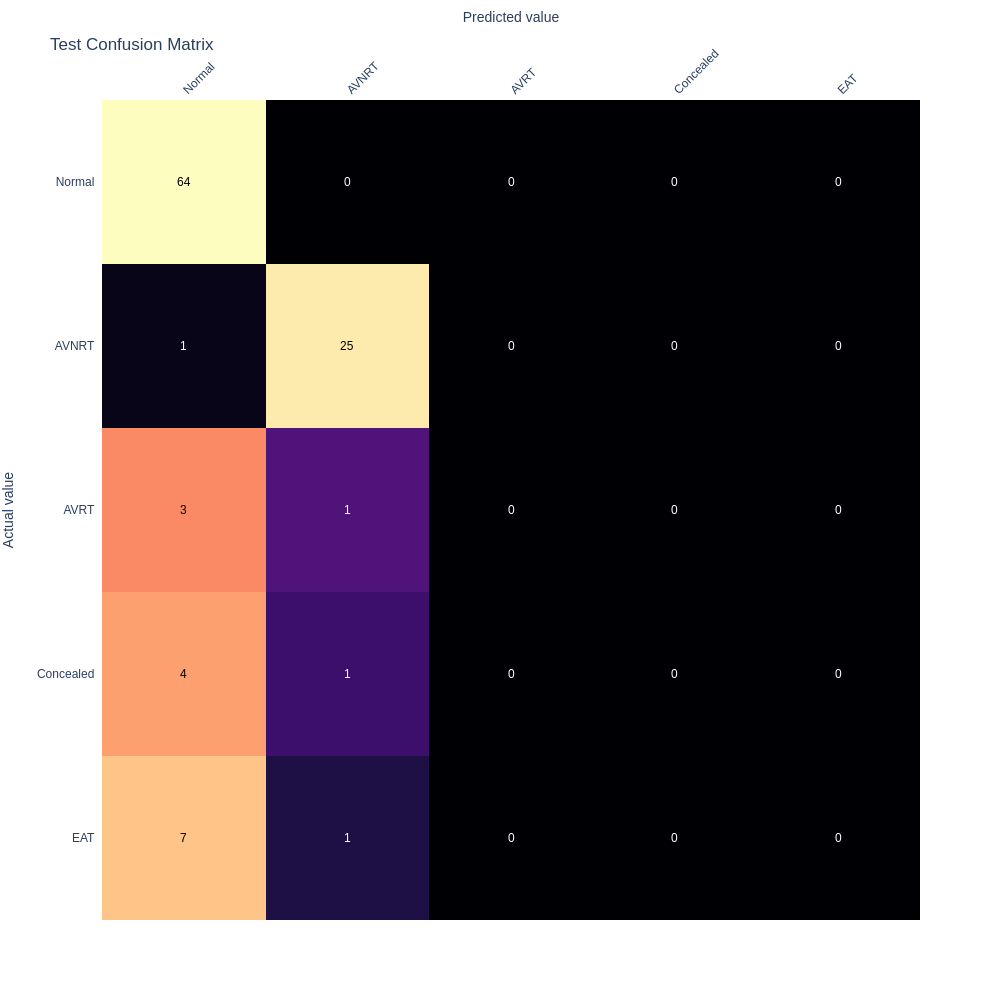 Predicted value
Test Confusion Matrix
Normal AVNRT AVRT Concealed EAT
Normal 64 0 0 0 0
AVNRT 1 25 0 0 0
AVRT 3 1 0 0 0
Concealed 4 1 0 0 0
EAT 7 1 0 0 0
Actual value